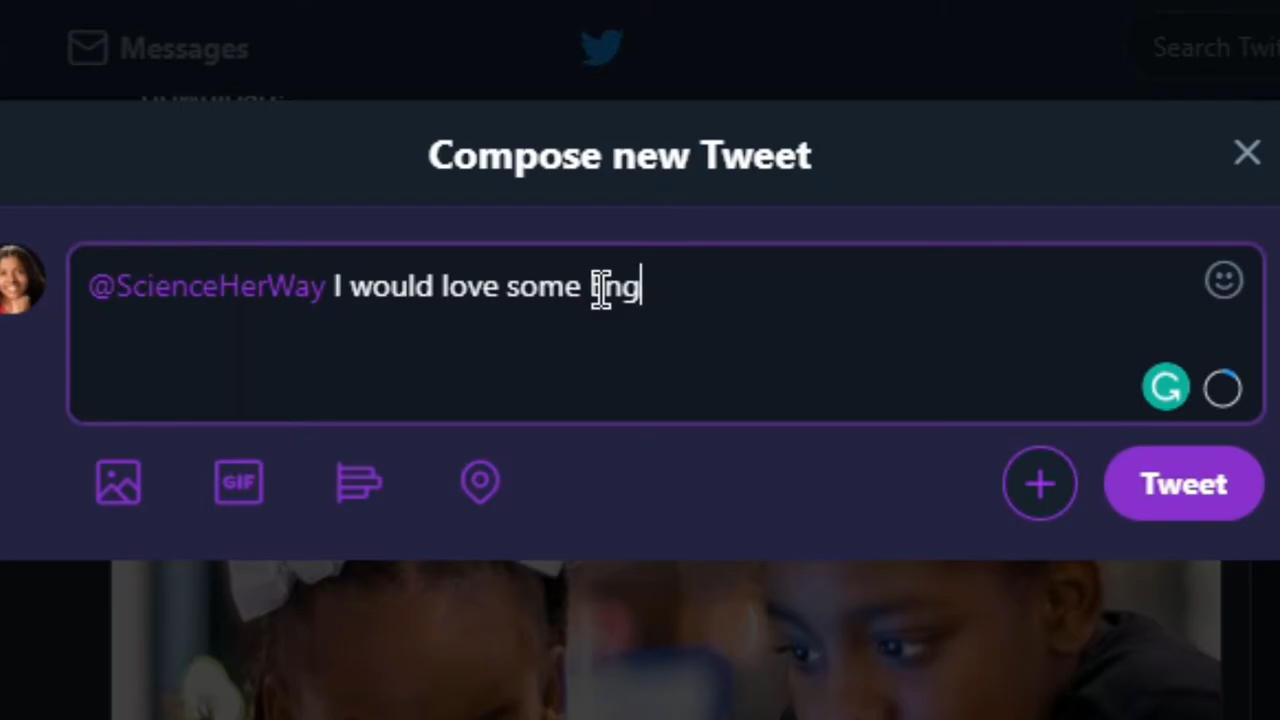 Messages
Compose new Tweet
@ScienceHerWay I would love some
GIF
Tweet